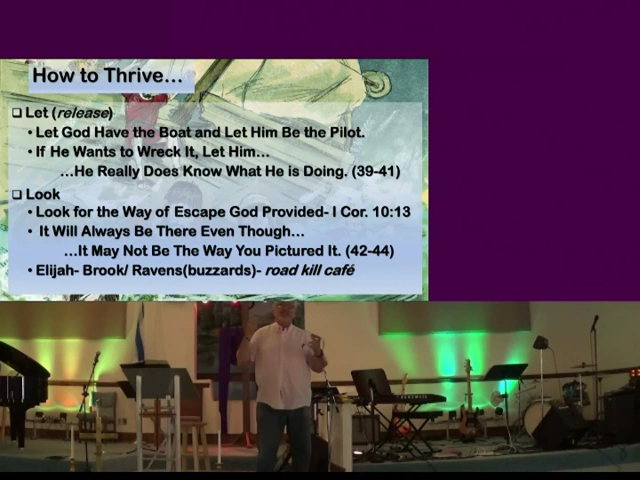 How to Thrive...
❑ Let (release)
• Let God Have the Boat and Let Him Be the Pilot.
• If He Wants to Wreck It, Let Him...
...He Really Does Know What He is Doing. (39-41)
❑ Look
• Look for the Way of Escape God Provided- I Cor. 10:13
• It Will Always Be There Even Though...
...It May Not Be The Way You Pictured It. (42-44)
• Elijah- Brook/ Ravens(buzzards)- road kill café